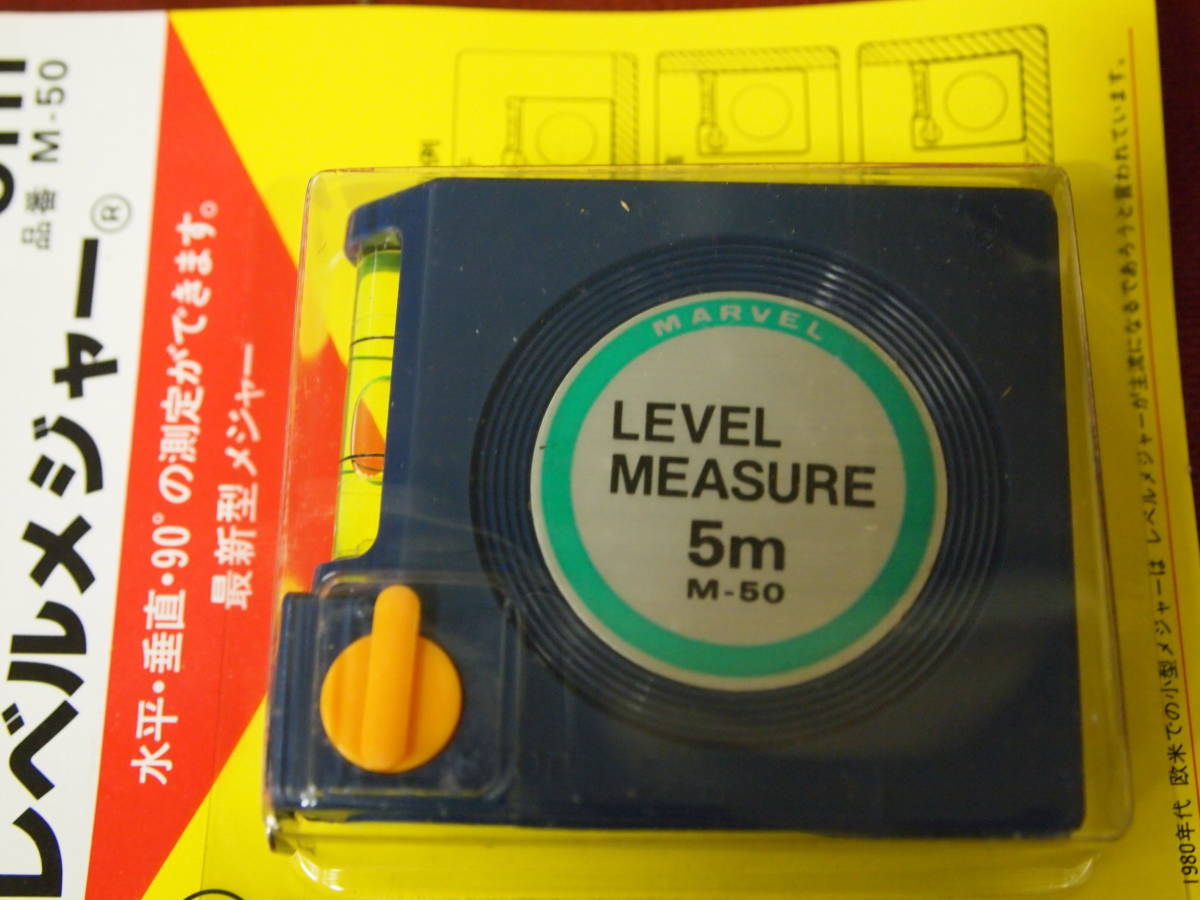 品番 M-50
レベルメジャー®
水平・垂直・90°の測定ができます。
最新型メジャー
MARVEL
LEVEL
MEASURE
5m
M-50
1980年代 欧米での小型メジャーは レベルメジャーが主流になるであろうと言われています。